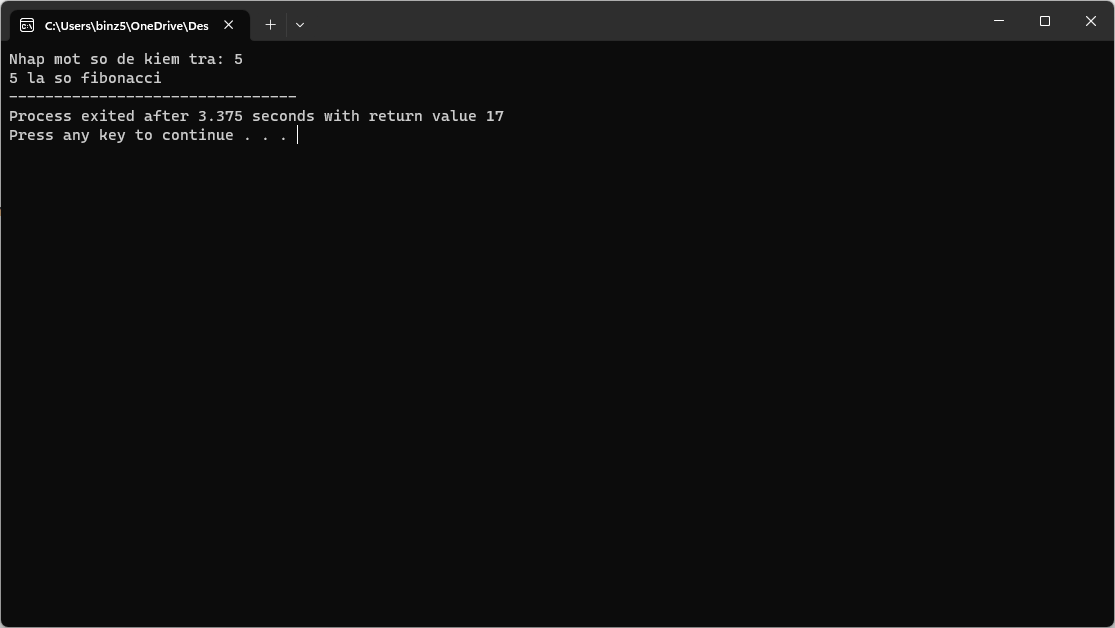 C:\Users\binz5\OneDrive\Des
Nhap mot so de kiem tra: 5
5 la so fibonacci
--------------------------------
Process exited after 3.375 seconds with return value 17
Press any key to continue . . .